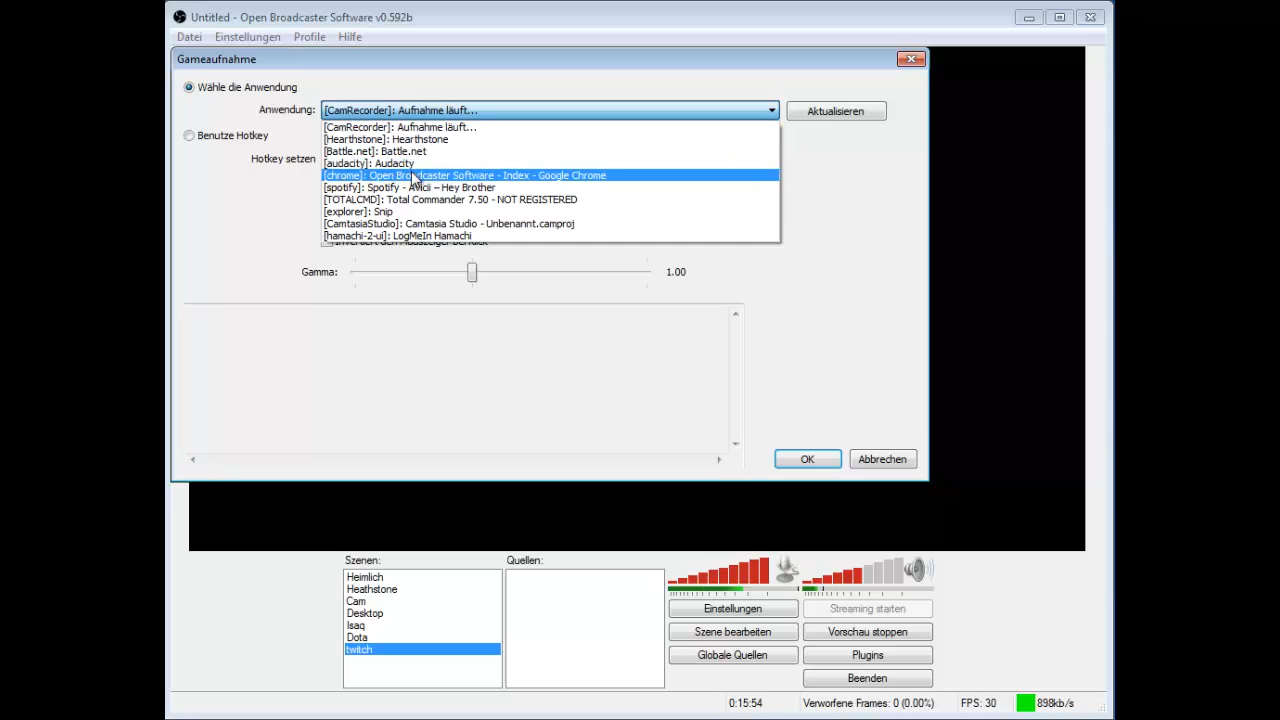 Untitled - Open Broadcaster Software v0.592b
Datei Einstellungen Profile Hilfe
Gameaufnahme
Wähle die Anwendung
Anwendung: [CamRecorder]: Aufnahme läuft... Aktualisieren
[CamRecorder]: Aufnahme läuft...
Benutze Hotkey
[Hearthstone]: Hearthstone
[Battle.net]: Battle.net
Hotkey setzen
[audacity]: Audacity
[chrome]: Open Broadcaster Software - Index - Google Chrome
[spotify]: Spotify - Avicii – Hey Brother
[TOTALCMD]: Total Commander 7.50 - NOT REGISTERED
[explorer]: Snip
[CamtasiaStudio]: Camtasia Studio - Unbenannt.camproj
[hamachi-2-ui]: LogMeIn Hamachi
Gamma: 1.00
OK Abbrechen
Szenen: Quellen:
Heimlich
Heathstone
Cam
Desktop
Isaq
Dota
twitch
Einstellungen Streaming starten
Szene bearbeiten Vorschau stoppen
Globale Quellen Plugins
Beenden
0:15:54 Verworfene Frames: 0 (0.00%) FPS: 30 898kb/s